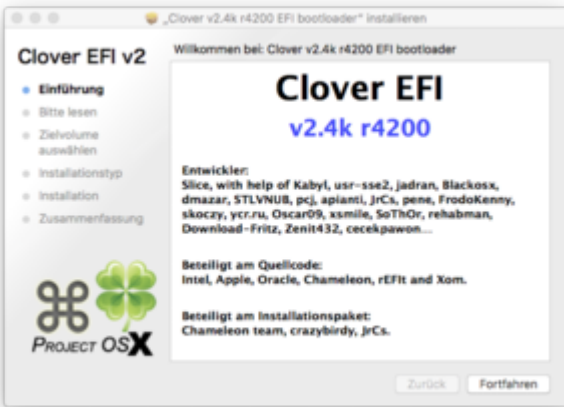 „Clover v2.4k r4200 EFI bootloader“ installieren
Clover EFI v2
Willkommen bei: Clover v2.4k r4200 EFI bootloader
Einführung
Bitte lesen
Zielvolume
auswählen
Installationstyp
Installation
Zusammenfassung
PROJECT OSX
Clover EFI
v2.4k r4200
Entwickler:
Slice, with help of Kabyl, usr-sse2, jadran, Blackosx,
dmazar, STLVNUB, pcj, apianti, JrCs, pene, FrodoKenny,
skoczy, ycr.ru, Oscar09, xsmile, SoThOr, rehabman,
Download-Fritz, Zenit432, cecekpawon...
Beteiligt am Quellcode:
Intel, Apple, Oracle, Chameleon, rEFIt and Xom.
Beteiligt am Installationspaket:
Chameleon team, crazybirdy, JrCs.
Zurück
Fortfahren